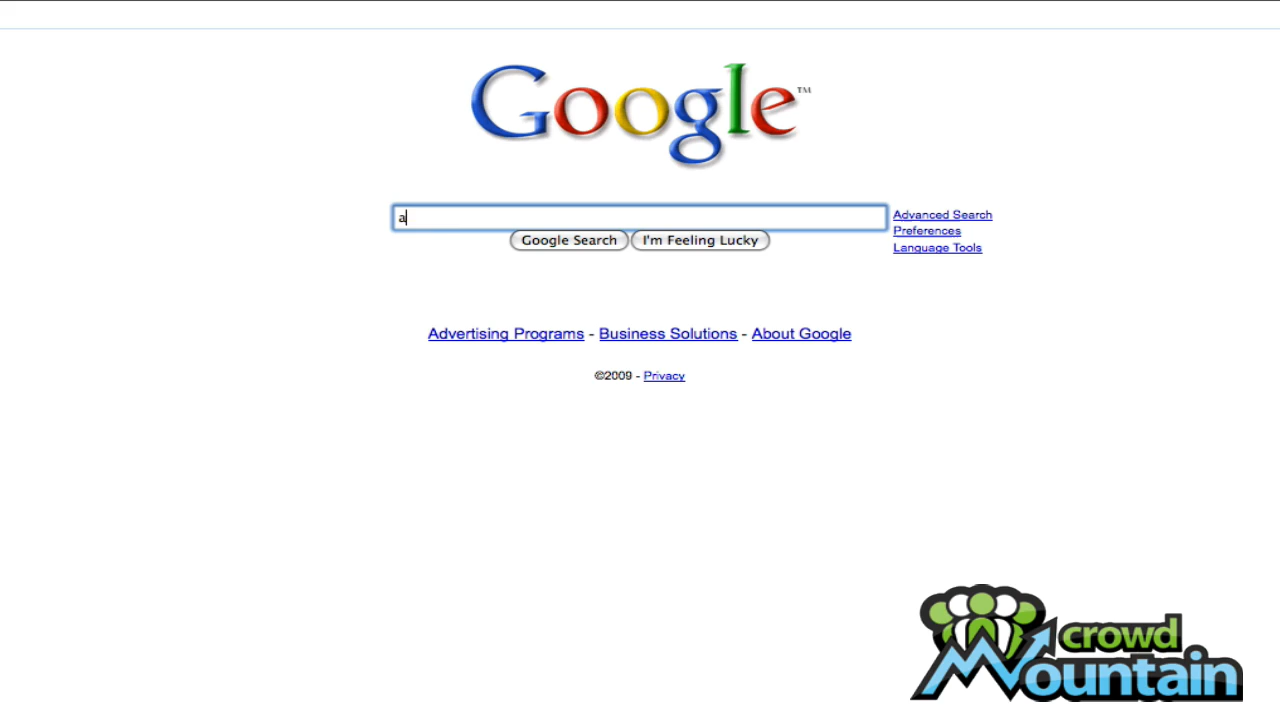 Google™
a
Advanced Search
Google Search
I'm Feeling Lucky
Preferences
Language Tools
Advertising Programs - Business Solutions - About Google
©2009 - Privacy
crowd
Mountain